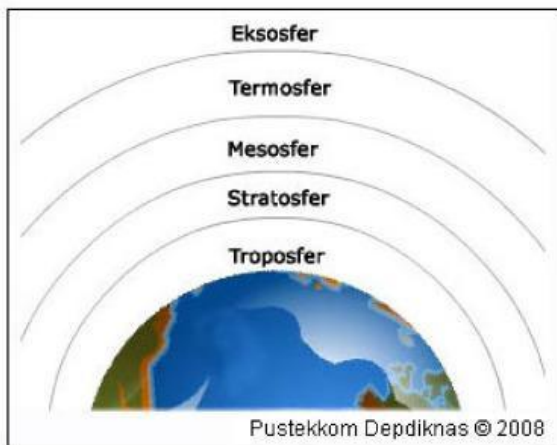 Eksosfer
Termosfer
Mesosfer
Stratosfer
Troposfer
Pustekkom Depdiknas © 2008